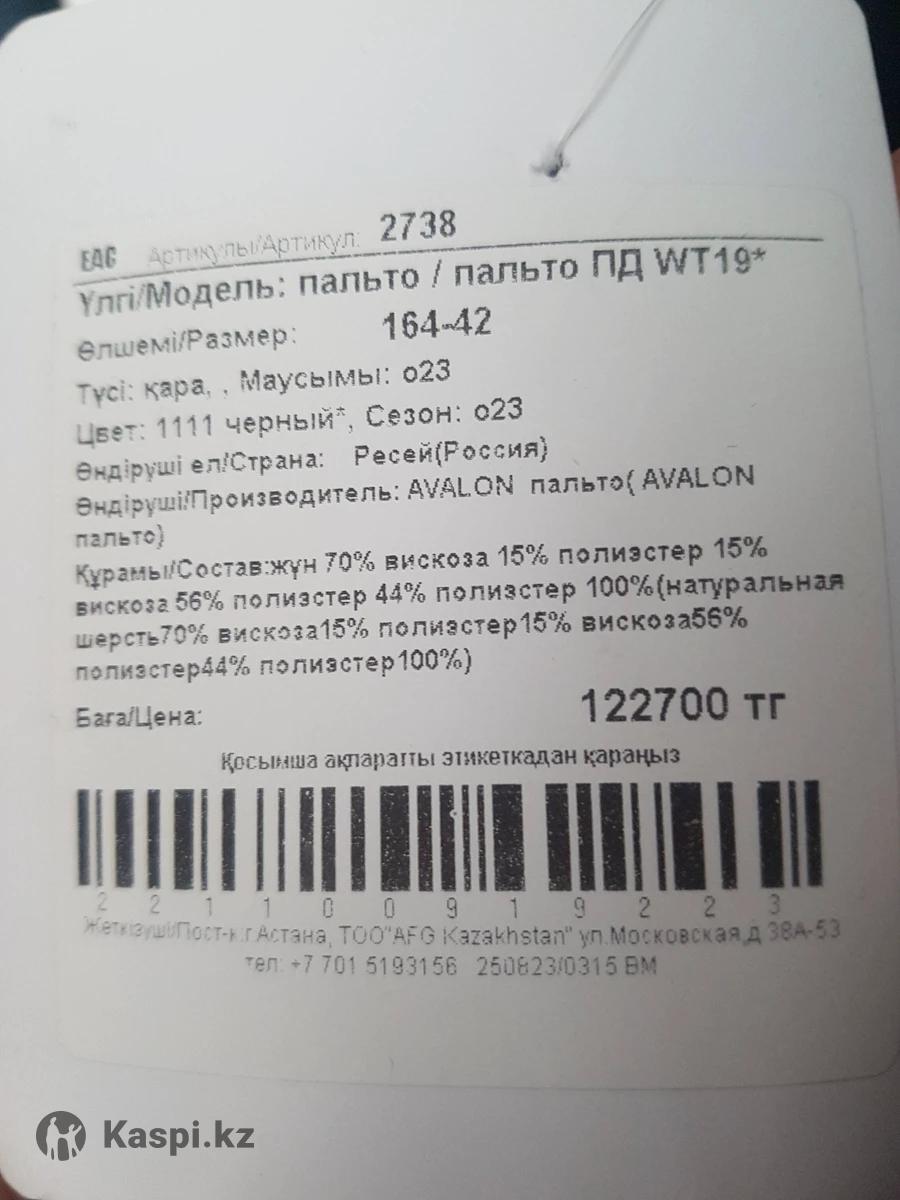 EAC Артикулы/Артикул: 2738
Үлгі/Модель: пальто / пальто ПД WT19*
Өлшемі/Размер: 164-42
Түсі: қара, , Маусымы: о23
Цвет: 1111 черный*, Сезон: о23
Өндіруші ел/Страна: Ресей(Россия)
Өндіруші/Производитель: AVALON пальто( AVALON
пальто)
Құрамы/Состав:жүн 70% вискоза 15% полиэстер 15%
вискоза 56% полиэстер 44% полиэстер 100%(натуральная
шерсть70% вискоза15% полиэстер15% вискоза56%
полиэстер44% полиэстер100%)
Баға/Цена: 122700 тг
Қосымша ақпаратты этикеткадан қараңыз
2 2 1 1 0 0 9 1 9 2 2 3
Жеткізуші/Пост-к:г.Астана, ТОО"AFG Kazakhstan" ул.Московская,д 38А-53
тел: +7 701 5193156 250823/0315 ВМ
Kaspi.kz